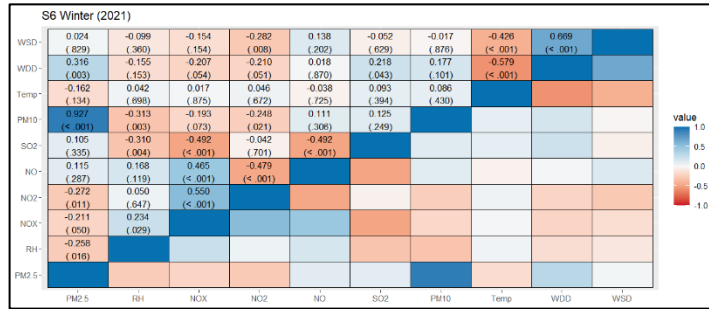 S6 Winter (2021)
WSD 0.024 -0.099 -0.154 -0.282 0.138 -0.052 -0.017 -0.426 0.669
(.829) (.360) (.154) (.008) (.202) (.629) (.876) (< .001) (< .001)
WDD 0.316 -0.155 -0.207 -0.210 0.018 0.218 0.177 -0.579
(.003) (.153) (.054) (.051) (.870) (.043) (.101) (< .001)
Temp -0.162 0.042 0.017 0.046 -0.038 0.093 0.086
(.134) (.698) (.875) (.672) (.725) (.394) (.430)
PM10 0.927 -0.313 -0.193 -0.248 0.111 0.125
(< .001) (.003) (.073) (.021) (.306) (.249)
SO2 0.105 -0.310 -0.492 -0.042 -0.492
(.335) (.004) (< .001) (.701) (< .001)
NO 0.115 0.168 0.465 -0.479
(.287) (.119) (< .001) (< .001)
NO2 -0.272 0.050 0.550
(.011) (.647) (< .001)
NOX -0.211 0.234
(.050) (.029)
RH -0.258
(.016)
PM2.5
PM2.5 RH NOX NO2 NO SO2 PM10 Temp WDD WSD
value
1.0
0.5
0.0
-0.5
-1.0